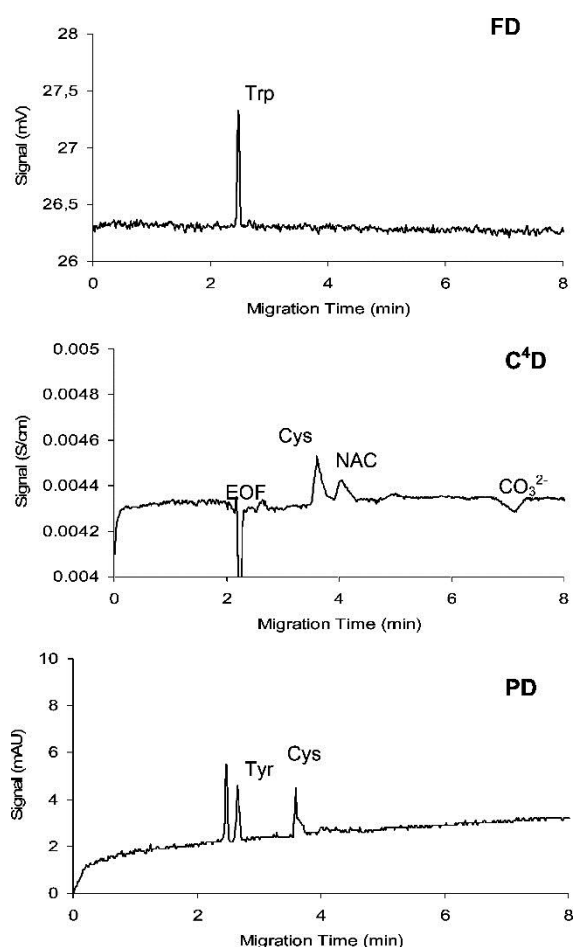 FD
28
27,5
27
26,5
26
Signal (mV)
Trp
0 2 4 6 8
Migration Time (min)
C⁴D
0.005
0.0048
0.0046
0.0044
0.0042
0.004
Signal (S/cm)
Cys
NAC
EOF
CO₃²⁻
0 2 4 6 8
Migration Time (min)
PD
10
8
6
4
2
0
Signal (mAU)
Tyr
Cys
0 2 4 6 8
Migration Time (min)